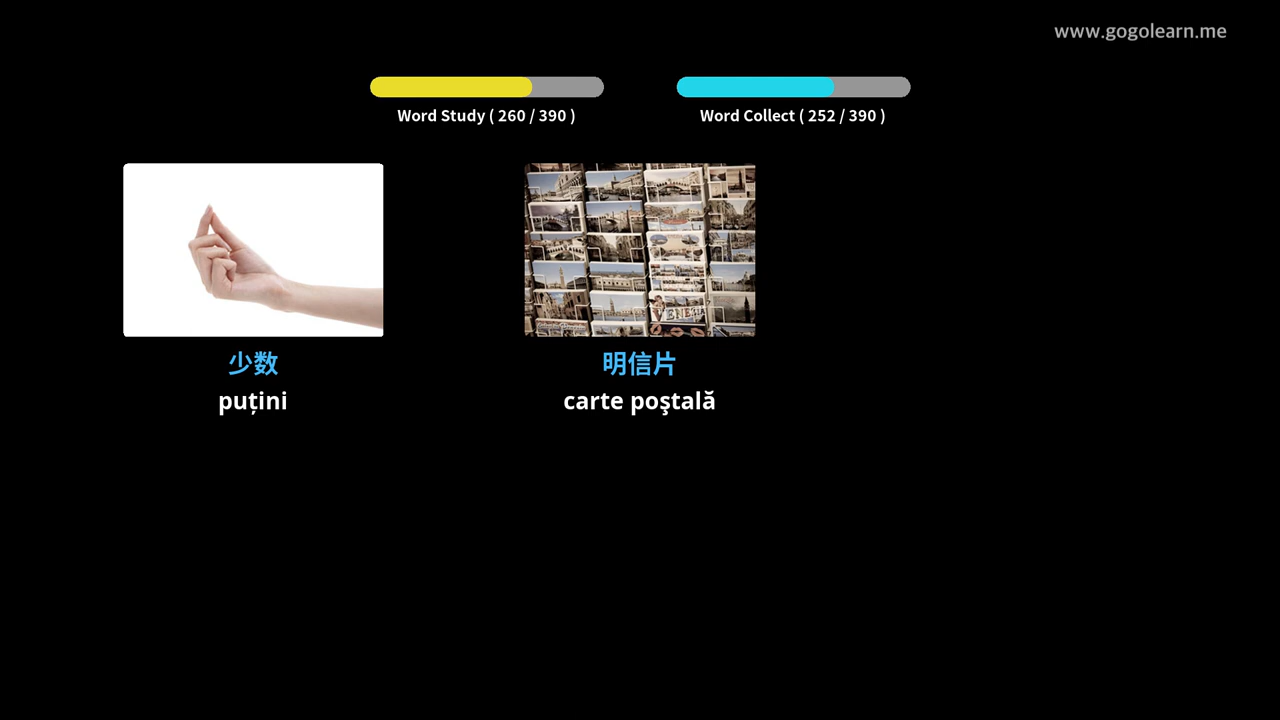 www.gogolearn.me
Word Study ( 260 / 390 )
Word Collect ( 252 / 390 )
VENEZ
少数
明信片
puțini
carte poştală